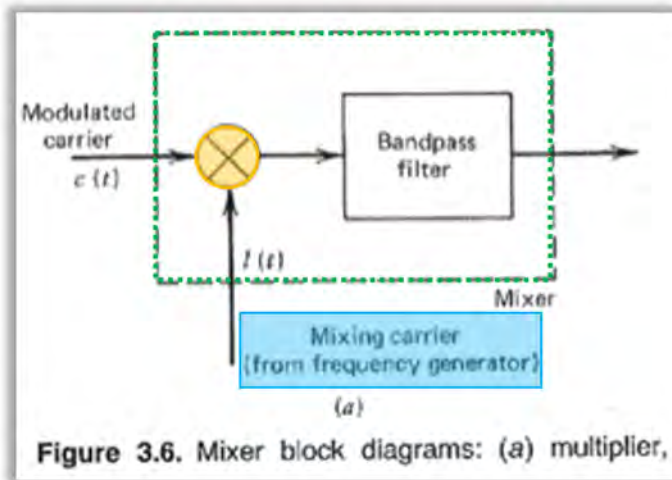 Modulated
carrier
c (t)
Bandpass
filter
l (t)
Mixer
Mixing carrier
(from frequency generator)
(a)
Figure 3.6. Mixer block diagrams: (a) multiplier,